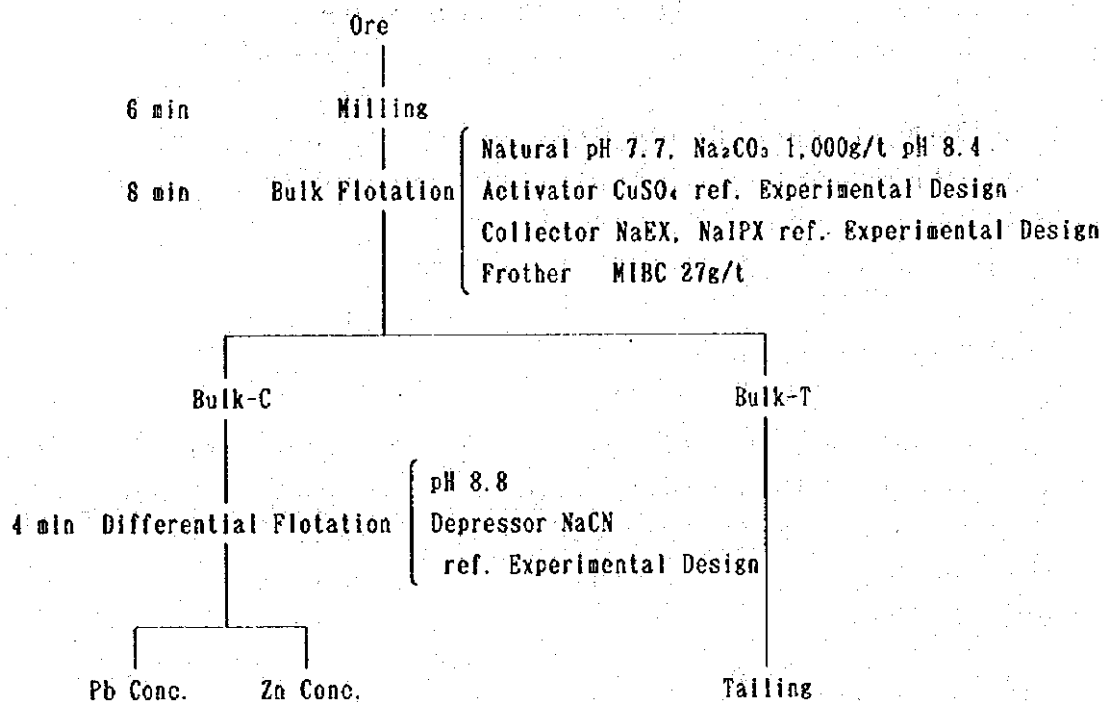 Ore
6 min Milling
Natural pH 7.7, Na₂CO₃ 1,000g/t pH 8.4
8 min Bulk Flotation Activator CuSO₄ ref. Experimental Design
Collector NaEX, NaIPX ref. Experimental Design
Frother MIBC 27g/t
Bulk-C Bulk-T
pH 8.8
4 min Differential Flotation Depressor NaCN
ref. Experimental Design
Pb Conc. Zn Conc. Tailing